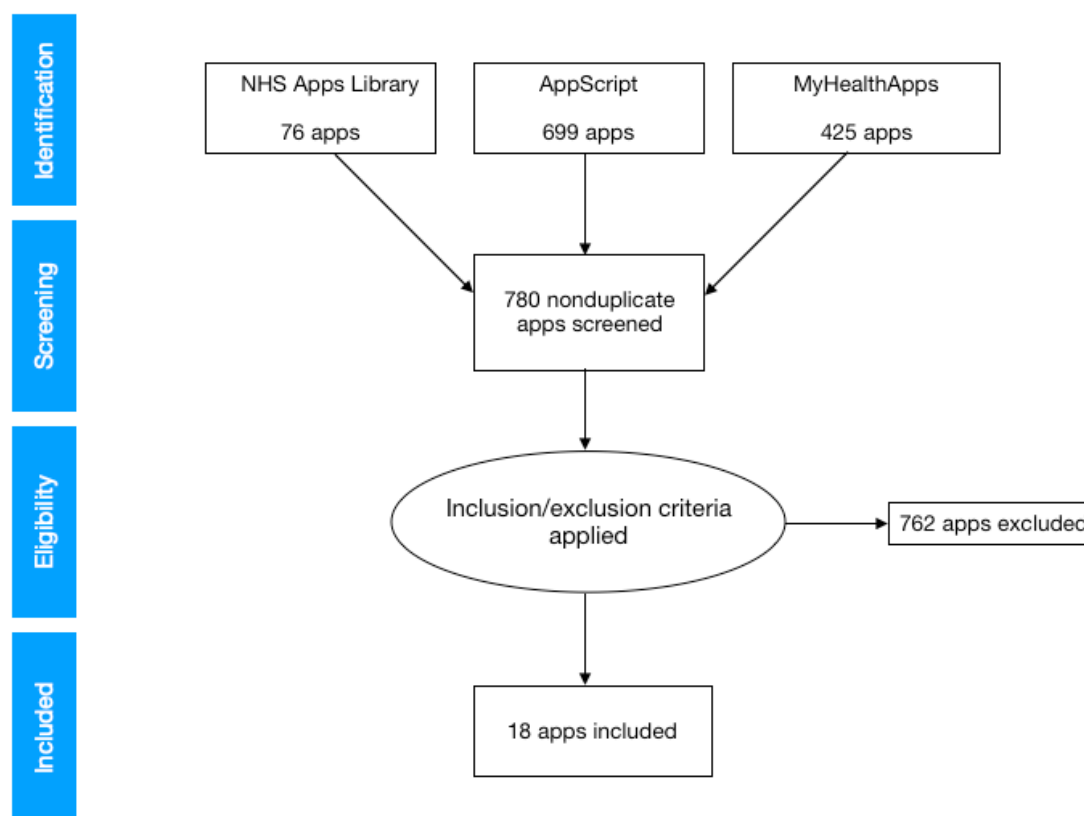 Identification
NHS Apps Library
76 apps
AppScript
699 apps
MyHealthApps
425 apps
Screening
780 nonduplicate
apps screened
Eligibility
Inclusion/exclusion criteria
applied
762 apps excluded
Included
18 apps included